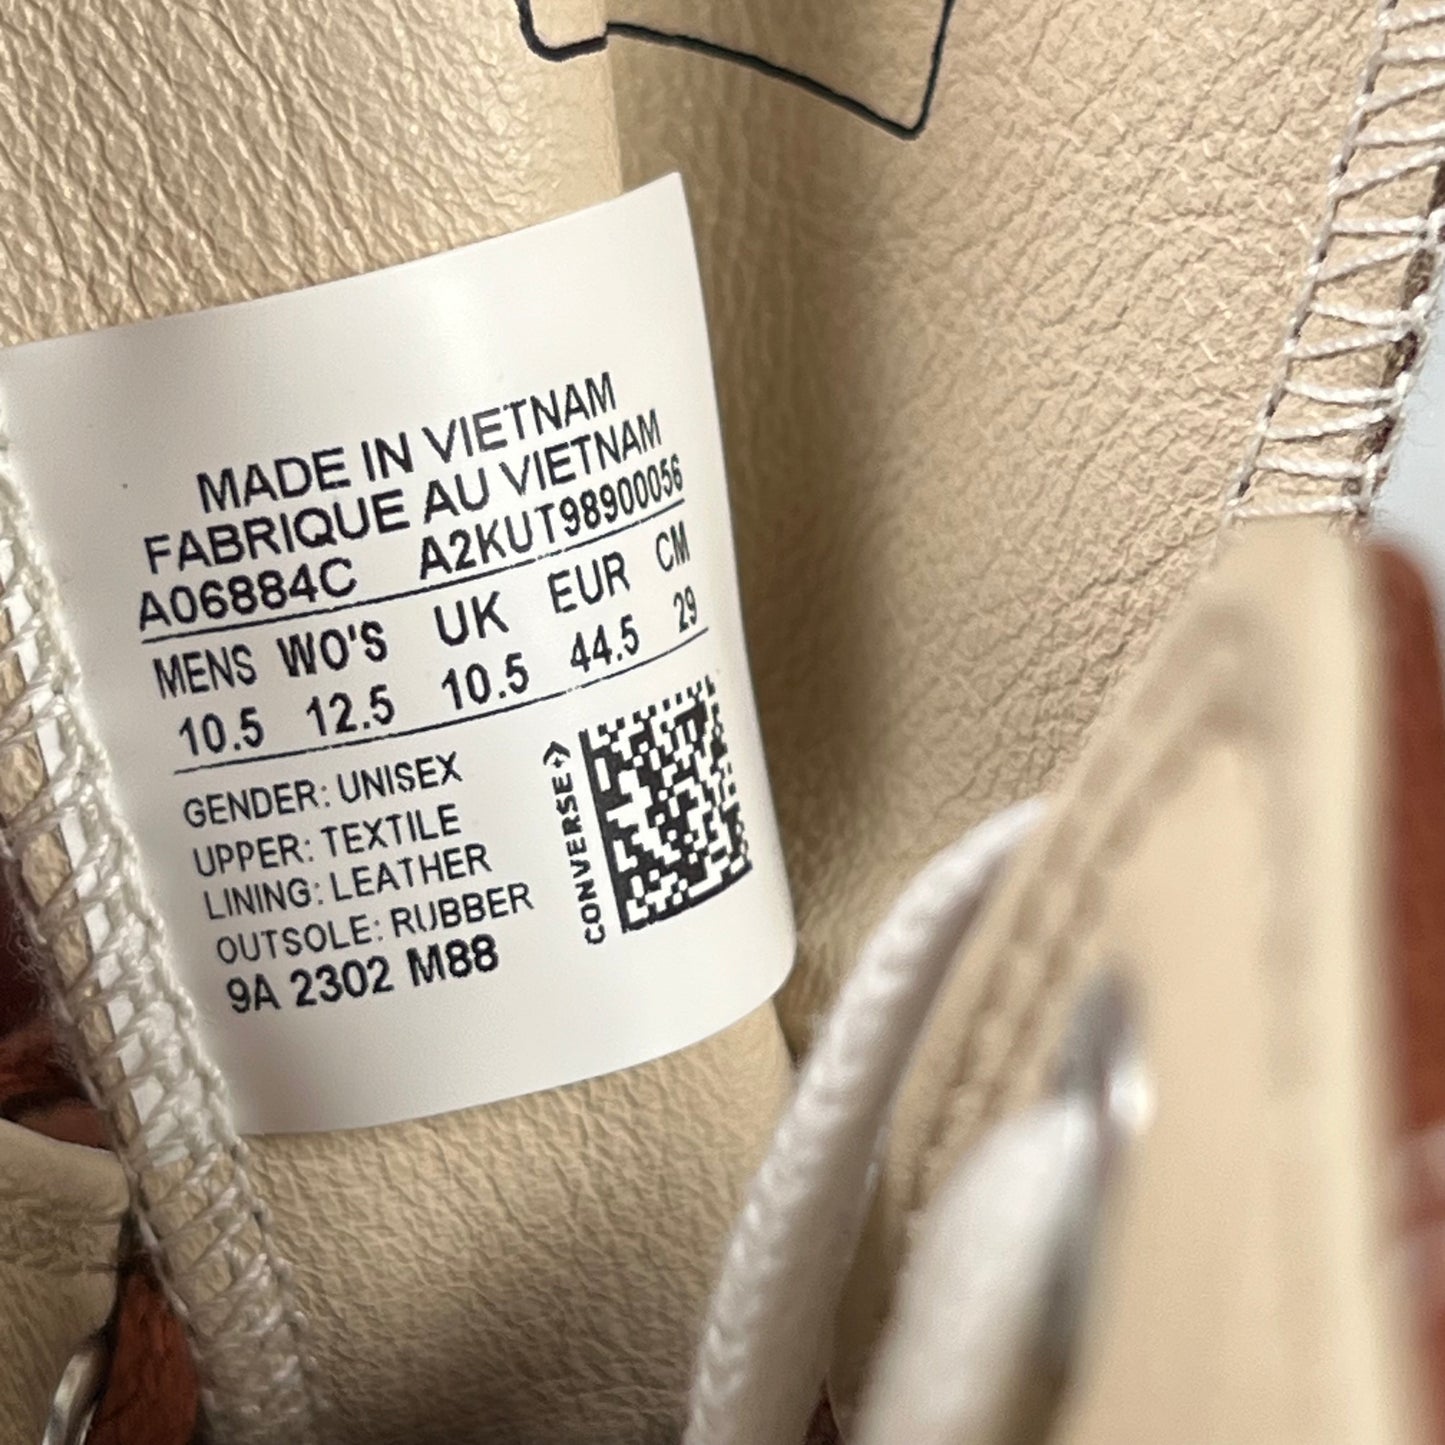 MADE IN VIETNAM
FABRIQUE AU VIETNAM
A06884C A2KUT98900056
MENS WO'S UK EUR CM
10.5 12.5 10.5 44.5 29
GENDER: UNISEX
UPPER: TEXTILE
LINING: LEATHER
OUTSOLE: RUBBER
9A 2302 M88
CONVERSE